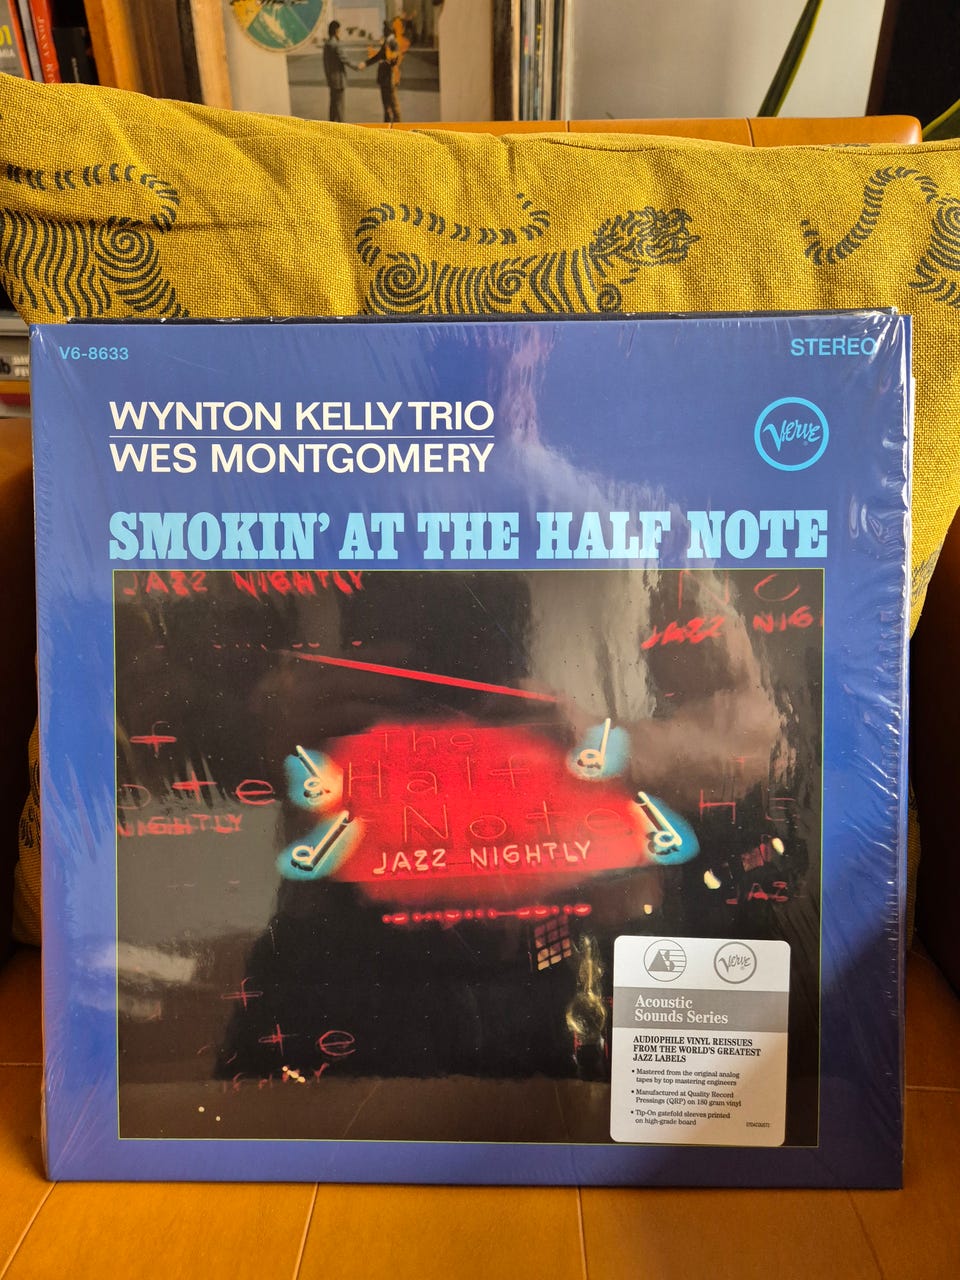 V6-8633
STEREO
WYNTON KELLY TRIO
WES MONTGOMERY
Verve
SMOKIN' AT THE HALF NOTE
JAZZ NIGHTLY
The
Half
Note
JAZZ NIGHTLY
ote
NIGHTLY
Verve
Acoustic
Sounds Series
AUDIOPHILE VINYL REISSUES
FROM THE WORLD'S GREATEST
JAZZ LABELS
• Mastered from the original analog
tapes by top mastering engineers
• Manufactured at Quality Record
Pressings (QRP) on 180 gram vinyl
• Tip-On gatefold sleeves printed
on high-grade board